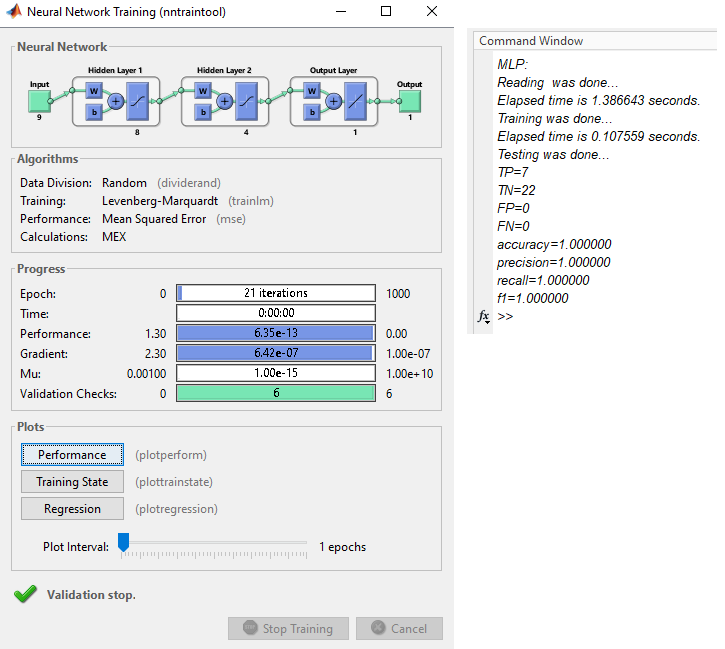 Neural Network Training (nntraintool)
Neural Network
Input
Hidden Layer 1
Hidden Layer 2
Output Layer
Output
W
b
+
W
b
+
W
b
+
9
8
4
1
1
Algorithms
Data Division: Random (dividerand)
Training: Levenberg-Marquardt (trainlm)
Performance: Mean Squared Error (mse)
Calculations: MEX
Progress
Epoch: 0 21 iterations 1000
Time: 0:00:00
Performance: 1.30 6.35e-13 0.00
Gradient: 2.30 6.42e-07 1.00e-07
Mu: 0.00100 1.00e-15 1.00e+10
Validation Checks: 0 6 6
Plots
Performance (plotperform)
Training State (plottrainstate)
Regression (plotregression)
Plot Interval: 1 epochs
Validation stop.
Stop Training Cancel
Command Window
MLP:
Reading was done...
Elapsed time is 1.386643 seconds.
Training was done...
Elapsed time is 0.107559 seconds.
Testing was done...
TP=7
TN=22
FP=0
FN=0
accuracy=1.000000
precision=1.000000
recall=1.000000
f1=1.000000
fx >>